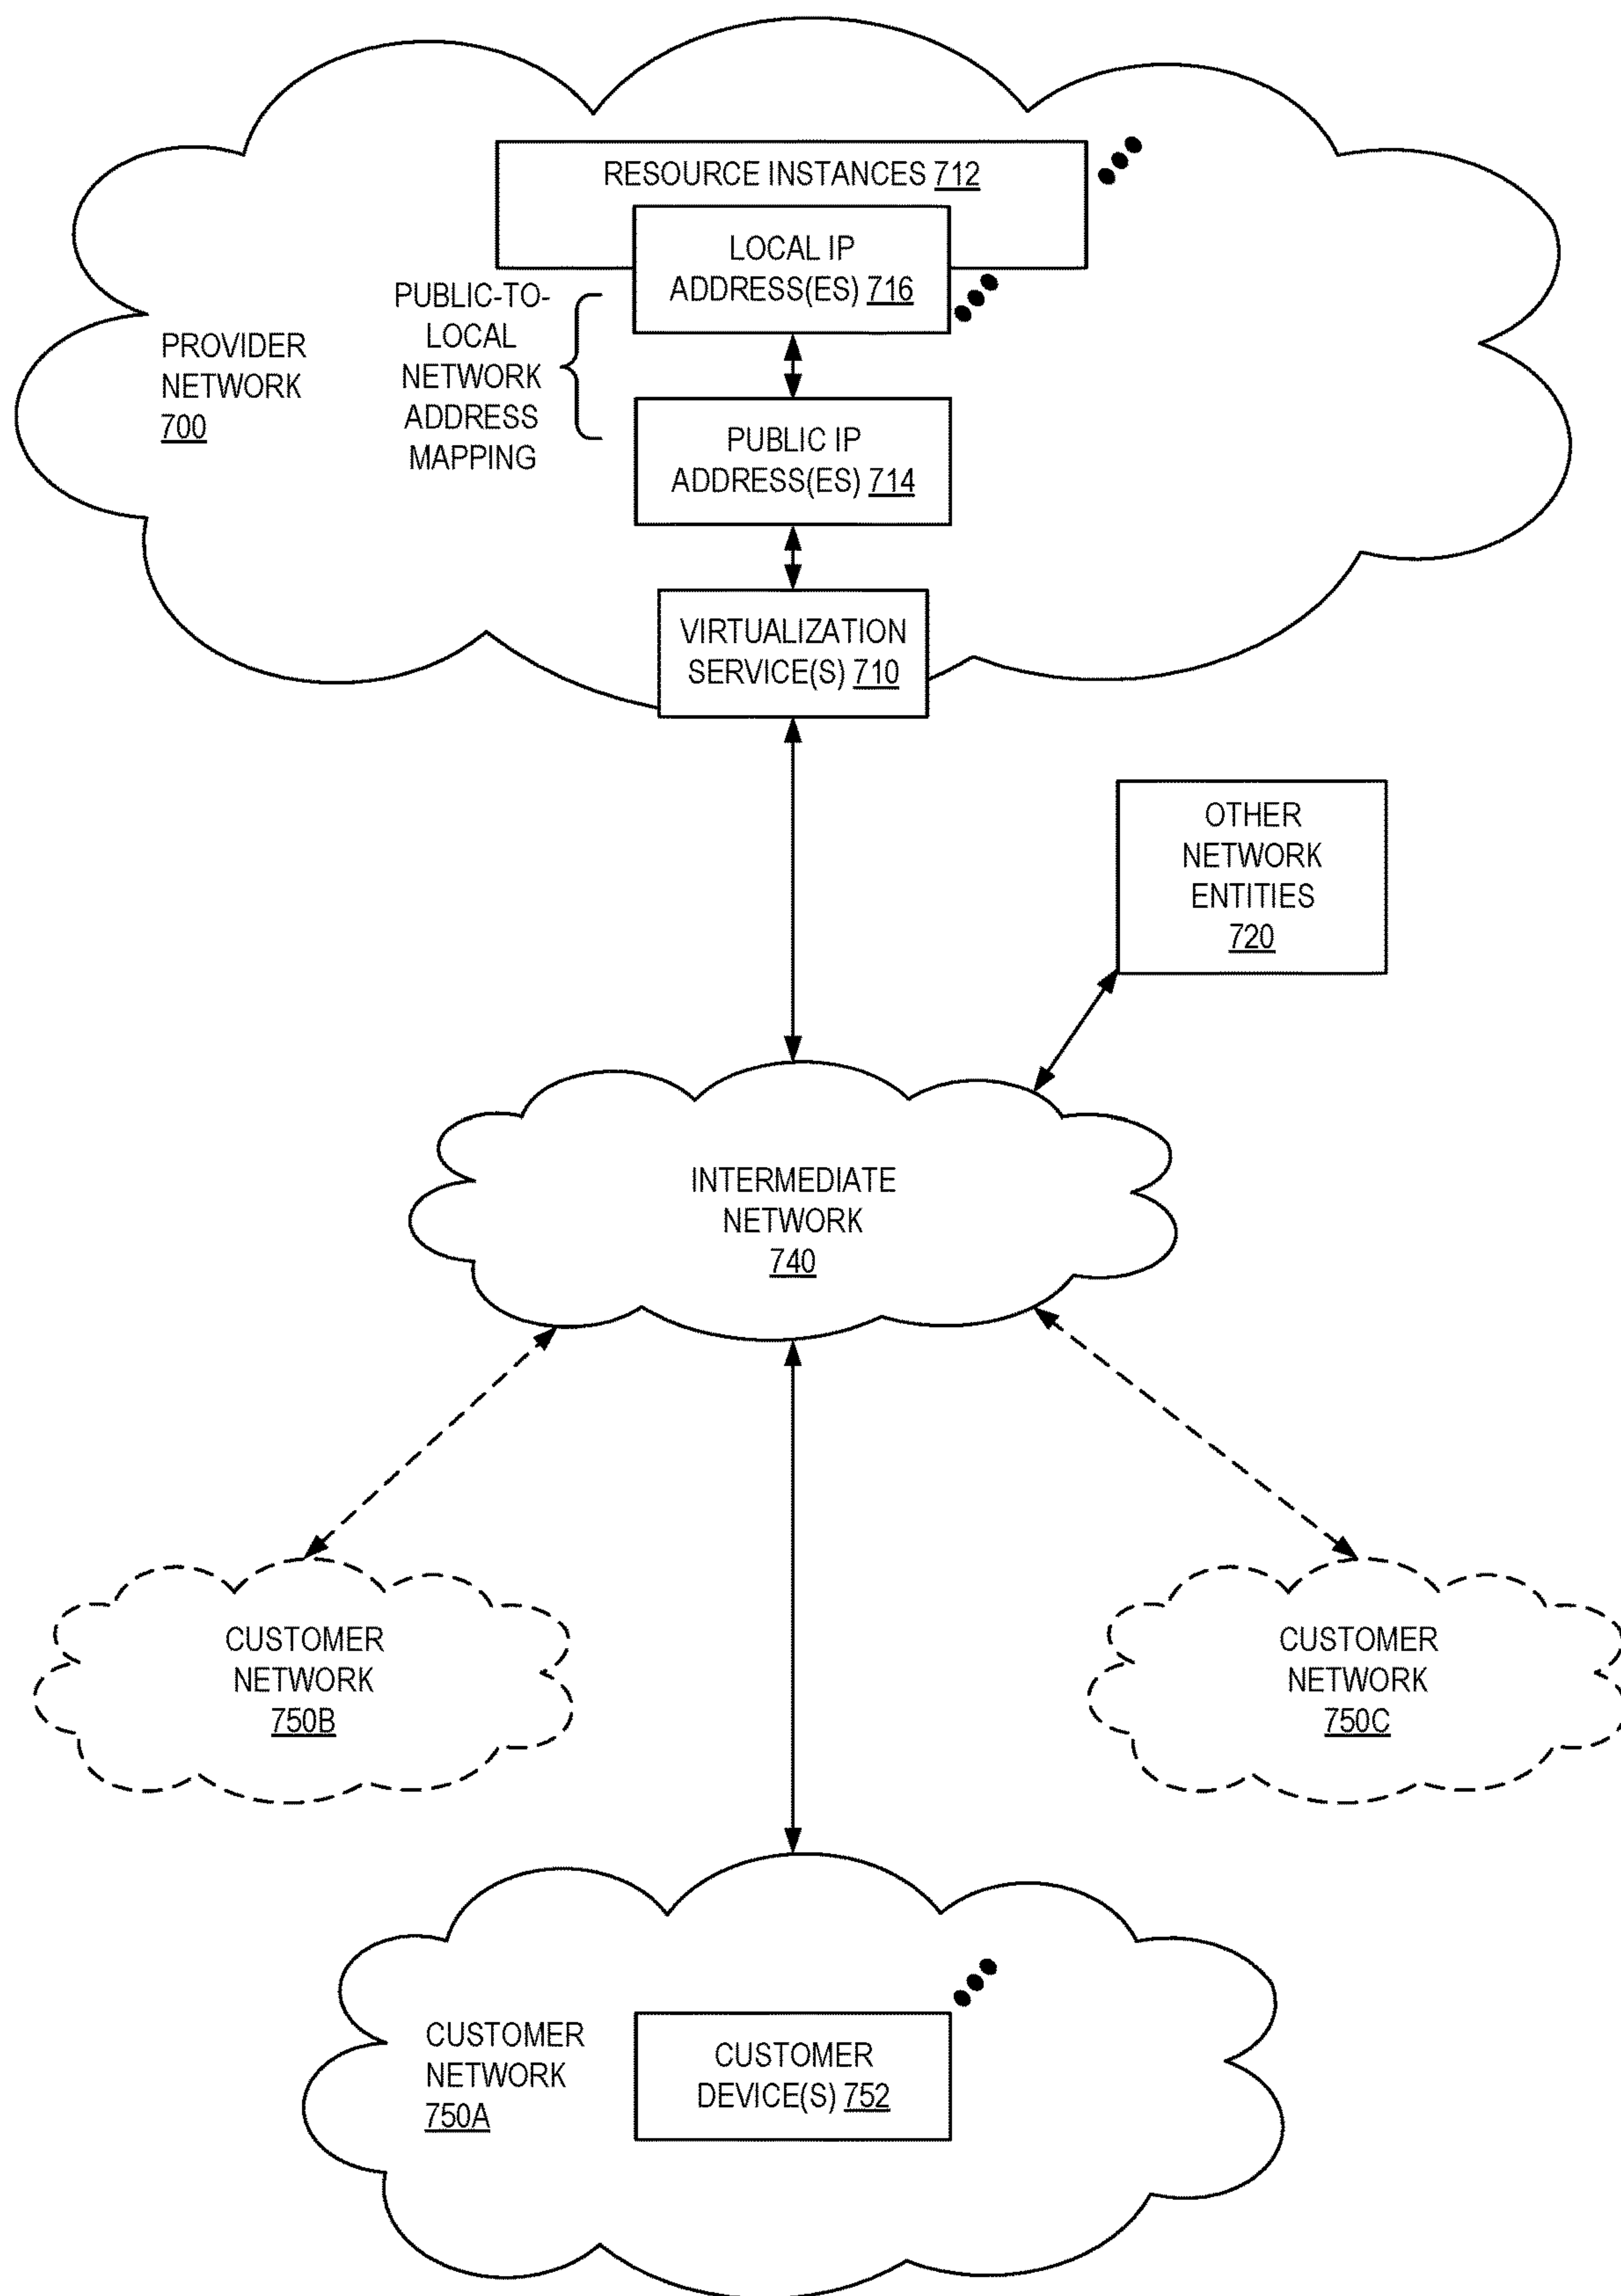 RESOURCE INSTANCES 712
LOCAL IP
ADDRESS(ES) 716
PUBLIC-TO-
LOCAL
NETWORK
ADDRESS
MAPPING
PROVIDER
NETWORK
700
PUBLIC IP
ADDRESS(ES) 714
VIRTUALIZATION
SERVICE(S) 710
OTHER
NETWORK
ENTITIES
720
INTERMEDIATE
NETWORK
740
CUSTOMER
NETWORK
750B
CUSTOMER
NETWORK
750C
CUSTOMER
NETWORK
750A
CUSTOMER
DEVICE(S) 752